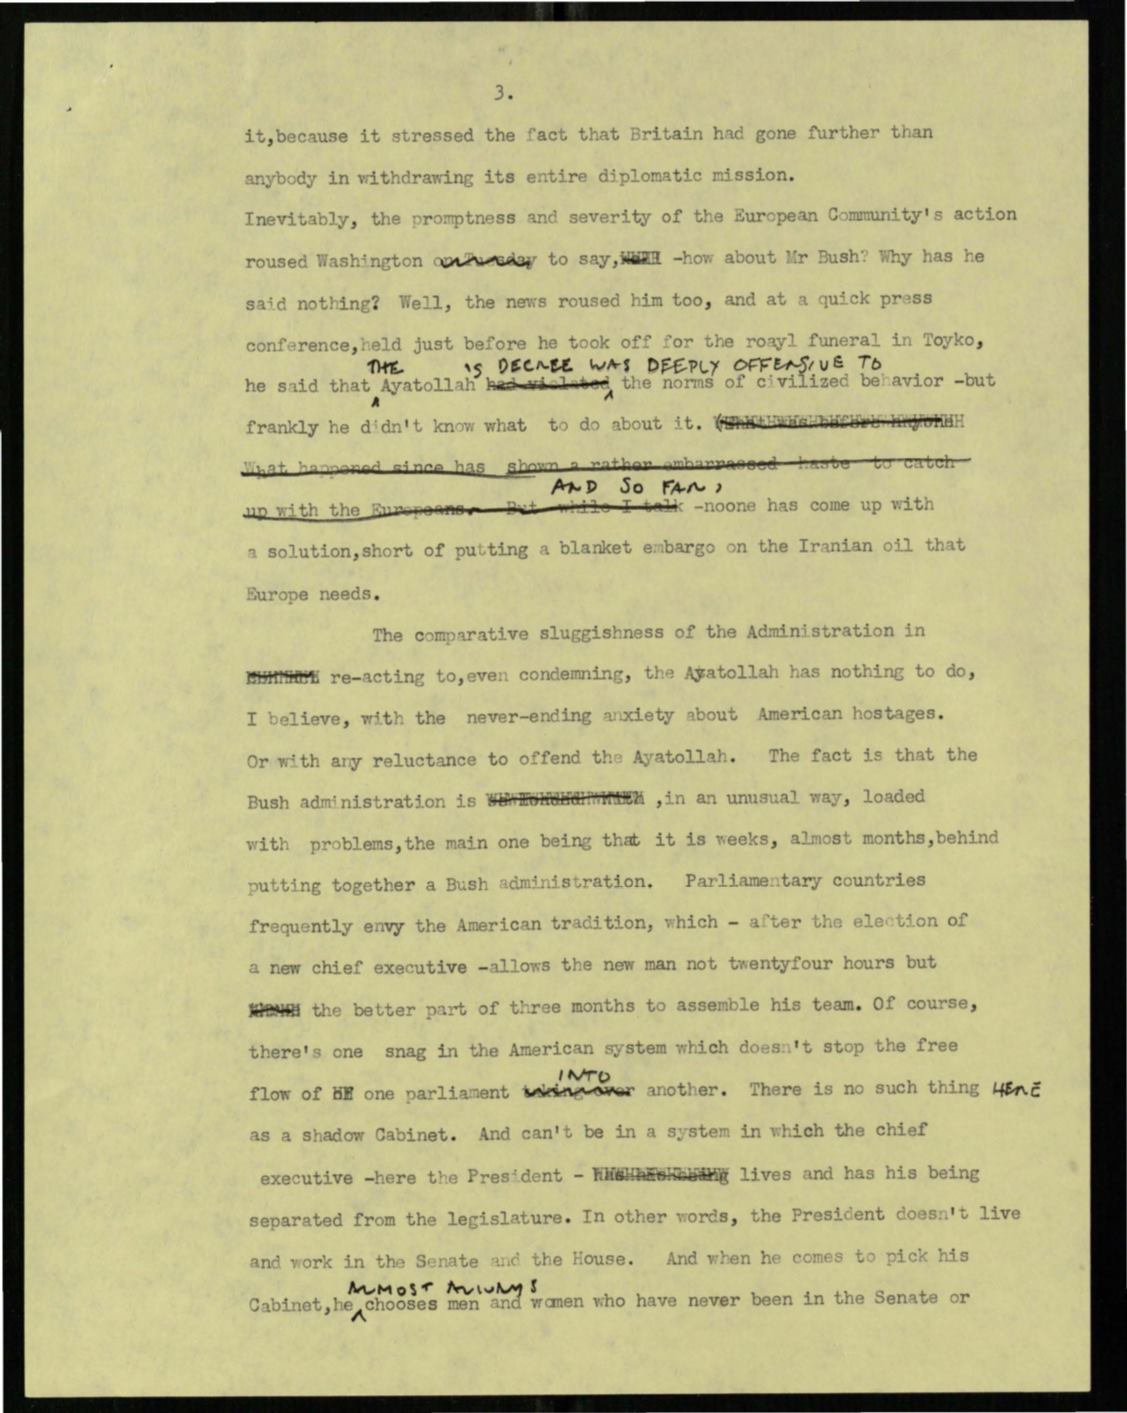 3.
it,because it stressed the fact that Britain had gone further than
anybody in withdrawing its entire diplomatic mission.
Inevitably, the promptness and severity of the European Community's action
roused Washington on Tuesday to say, -how about Mr Bush? Why has he
said nothing? Well, the news roused him too, and at a quick press
conference,held just before he took off for the roayl funeral in Toyko,
THE 'S DECREE WAS DEEPLY OFFENSIVE TO
he said that Ayatollah had violated the norms of civilized behavior -but
frankly he didn't know what to do about it.
What happened since has shown a rather embarrassed haste to catch
AND SO FAR,
up with the Europeans. But while I talk -noone has come up with
a solution,short of putting a blanket embargo on the Iranian oil that
Europe needs.
The comparative sluggishness of the Administration in
re-acting to,even condemning, the Ayatollah has nothing to do,
I believe, with the never-ending anxiety about American hostages.
Or with any reluctance to offend the Ayatollah. The fact is that the
Bush administration is ,in an unusual way, loaded
with problems,the main one being that it is weeks, almost months,behind
putting together a Bush administration. Parliamentary countries
frequently envy the American tradition, which - after the election of
a new chief executive -allows the new man not twentyfour hours but
the better part of three months to assemble his team. Of course,
there's one snag in the American system which doesn't stop the free
INTO
flow of one parliament taking over another. There is no such thing HERE
as a shadow Cabinet. And can't be in a system in which the chief
executive -here the President - lives and has his being
separated from the legislature. In other words, the President doesn't live
and work in the Senate and the House. And when he comes to pick his
ALMOST ALWAYS
Cabinet,he chooses men and women who have never been in the Senate or